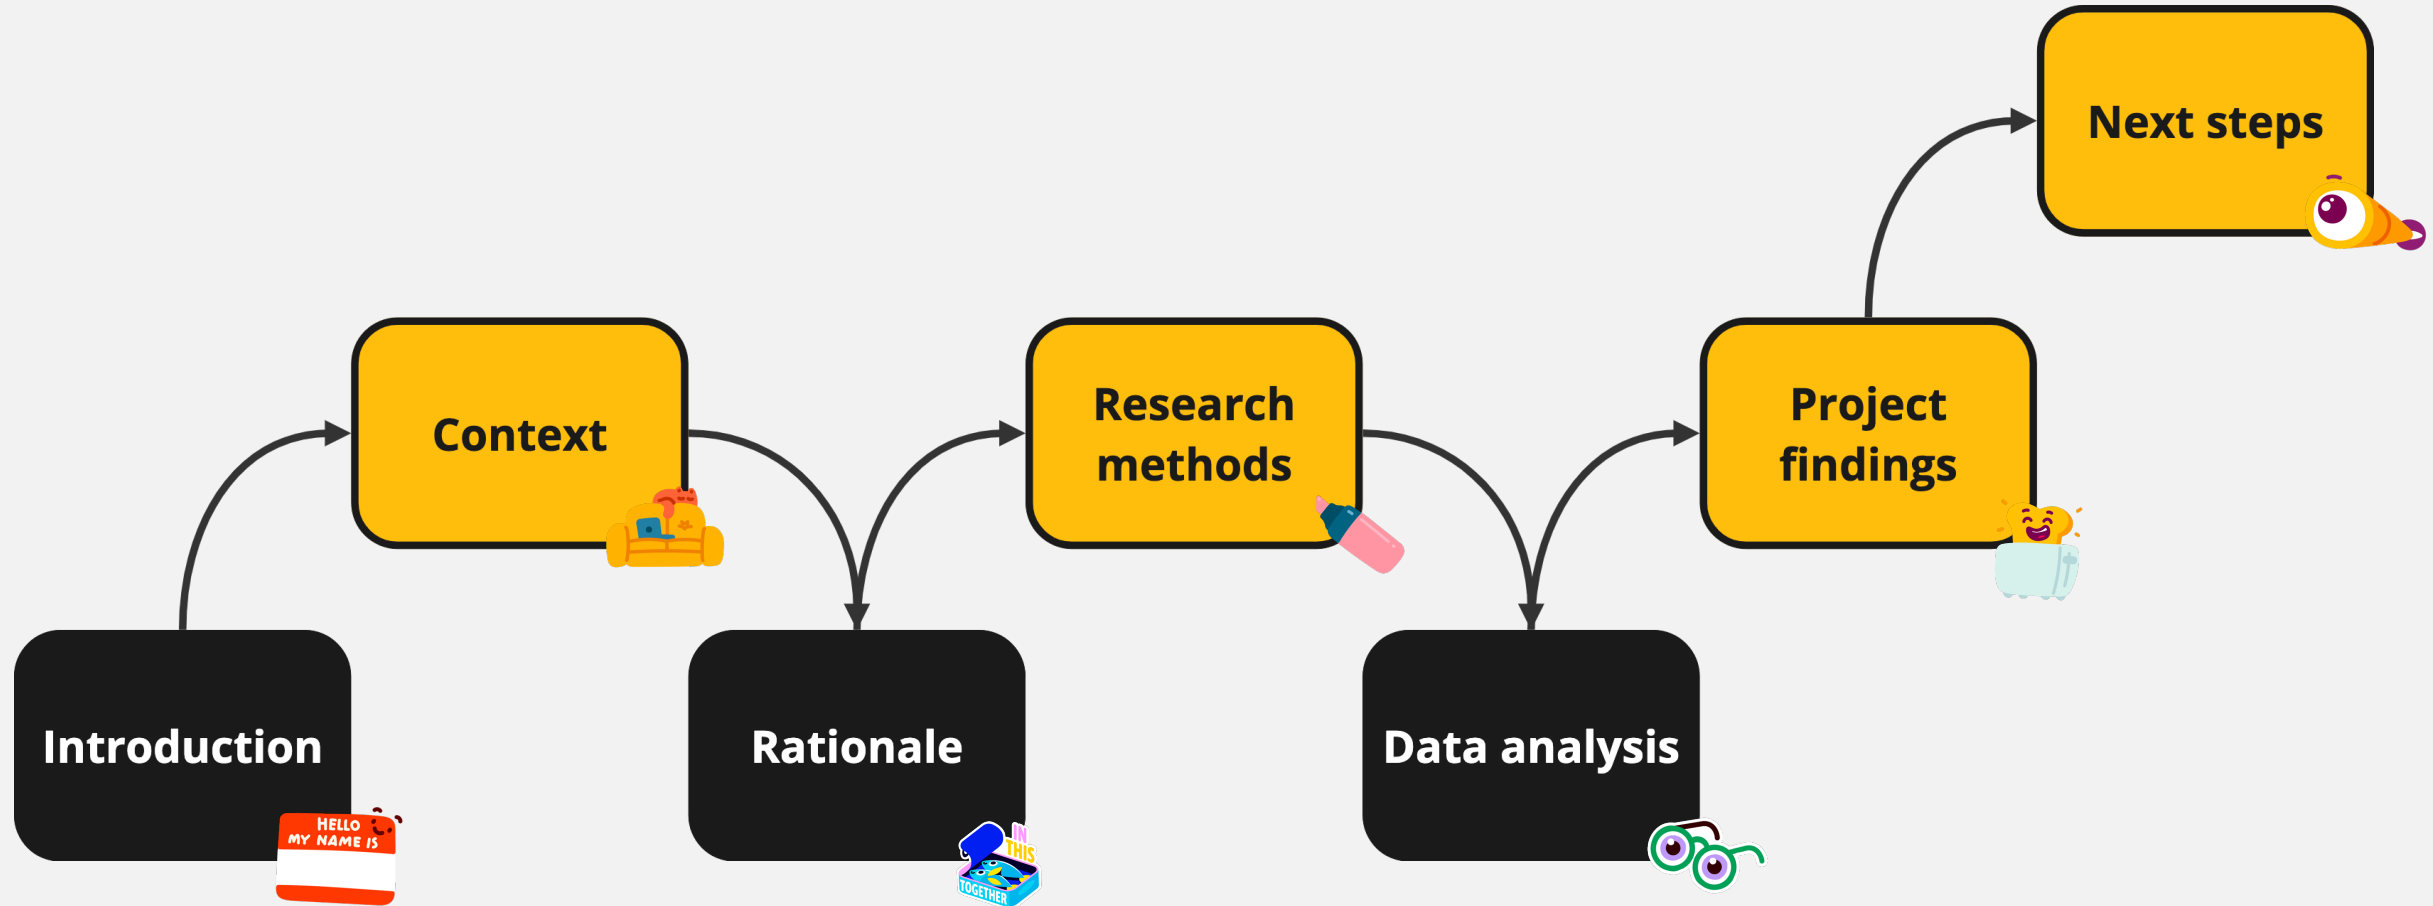 Next steps
Context
Research
methods
Project
findings
Introduction
HELLO
MY NAME IS
Rationale
IN
THIS
TOGETHER
Data analysis